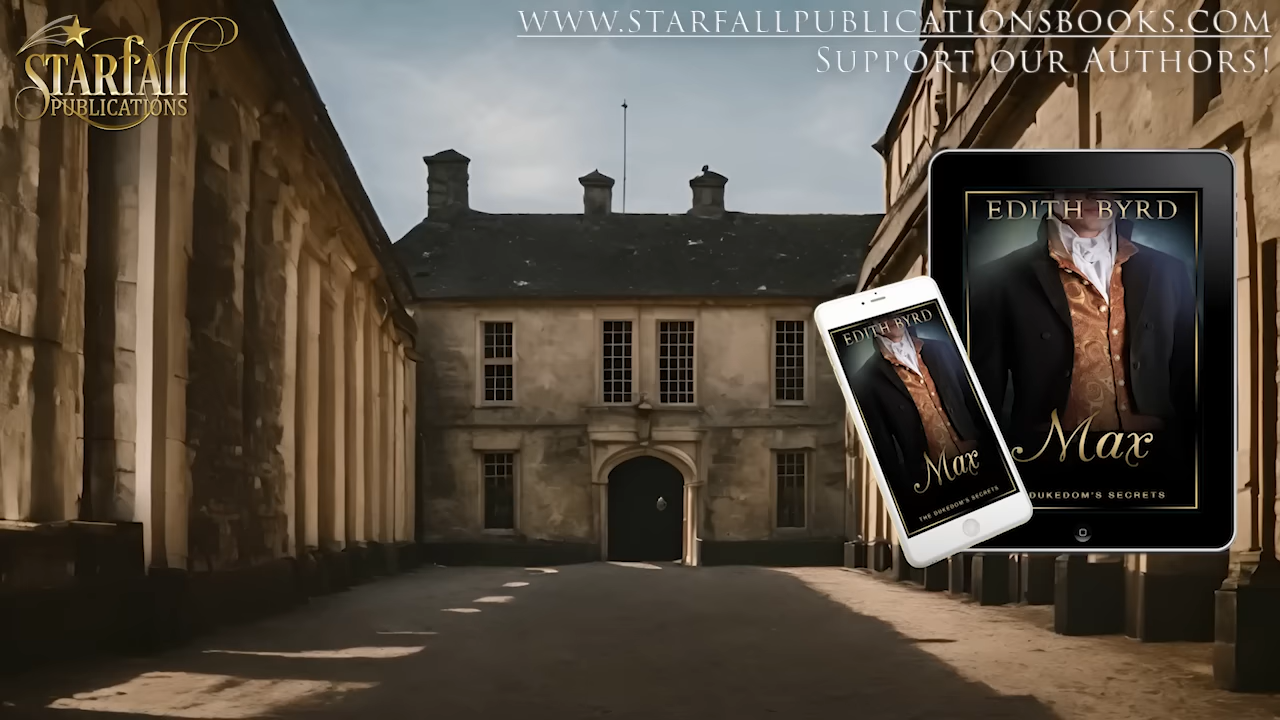 STARfall
PUBLICATIONS
WWW.STARFALLPUBLICATIONSBOOKS.COM
SUPPORT OUR AUTHORS!
EDITH BYRD
Max
DUKEDOM'S SECRETS
EDITH BYRD
Max
THE DUKEDOM'S SECRETS